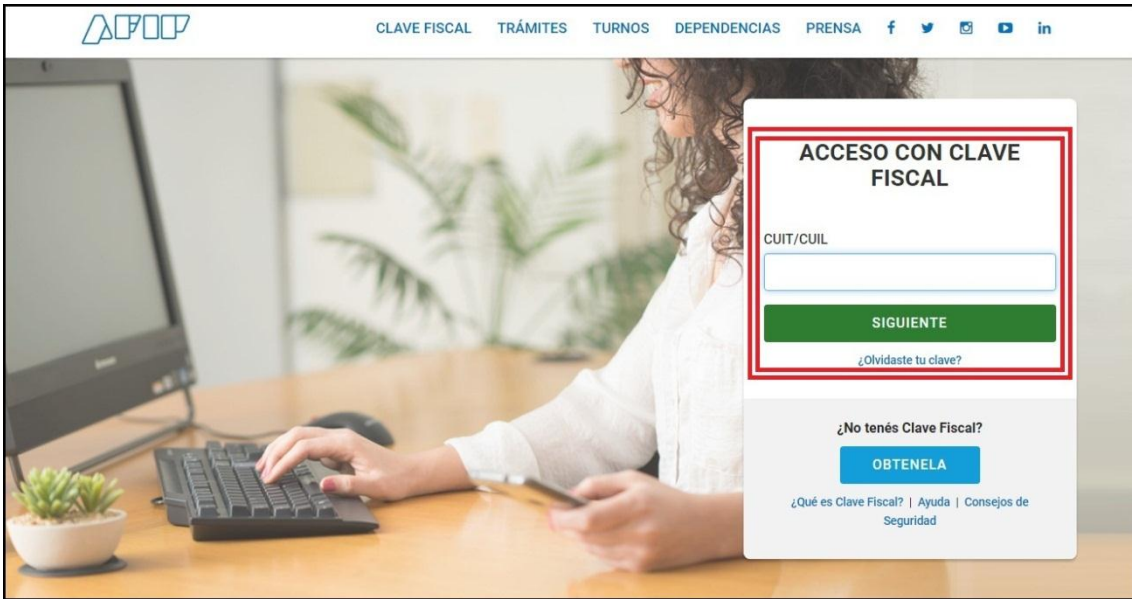 AFIP
CLAVE FISCAL TRÁMITES TURNOS DEPENDENCIAS PRENSA
ACCESO CON CLAVE
FISCAL
CUIT/CUIL
SIGUIENTE
¿Olvidaste tu clave?
¿No tenés Clave Fiscal?
OBTENELA
¿Qué es Clave Fiscal? | Ayuda | Consejos de
Seguridad